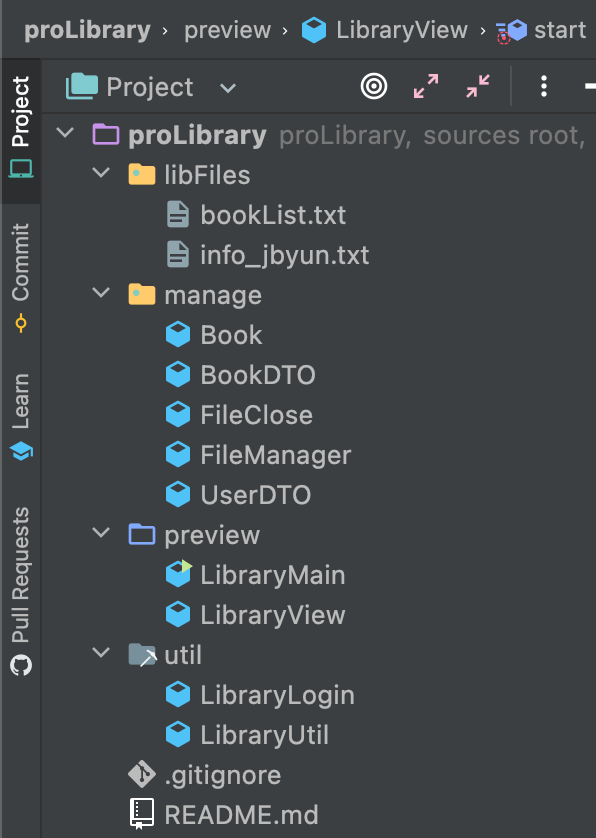 proLibrary › preview › LibraryView › start
Project
proLibrary proLibrary, sources root,
libFiles
bookList.txt
info_jbyun.txt
manage
Book
BookDTO
FileClose
FileManager
UserDTO
preview
LibraryMain
LibraryView
util
LibraryLogin
LibraryUtil
.gitignore
README.md
Project
Commit
Learn
Pull Requests